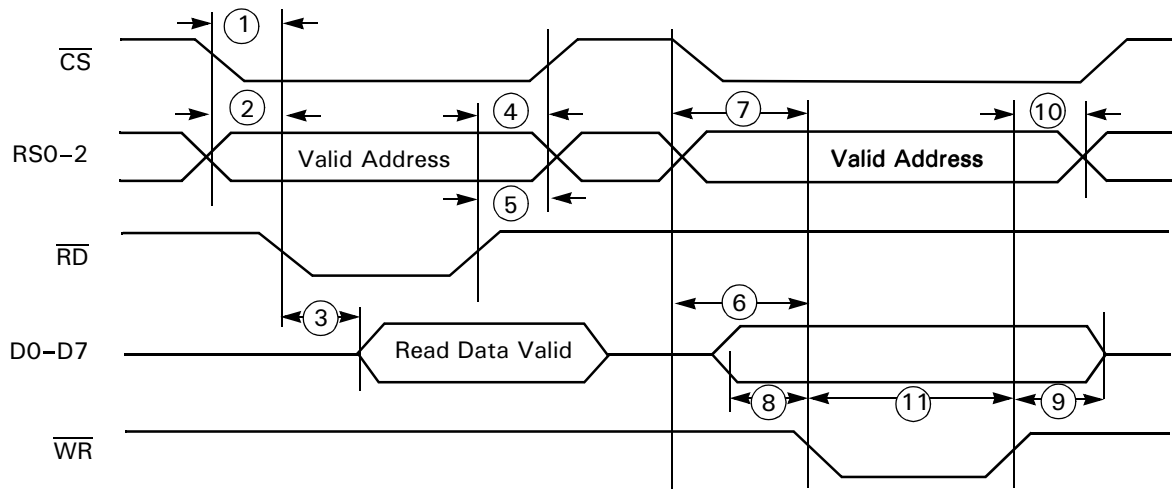 1
CS
2
4
7
10
RS0–2
Valid Address
Valid Address
5
RD
3
6
D0–D7
Read Data Valid
8
11
9
WR